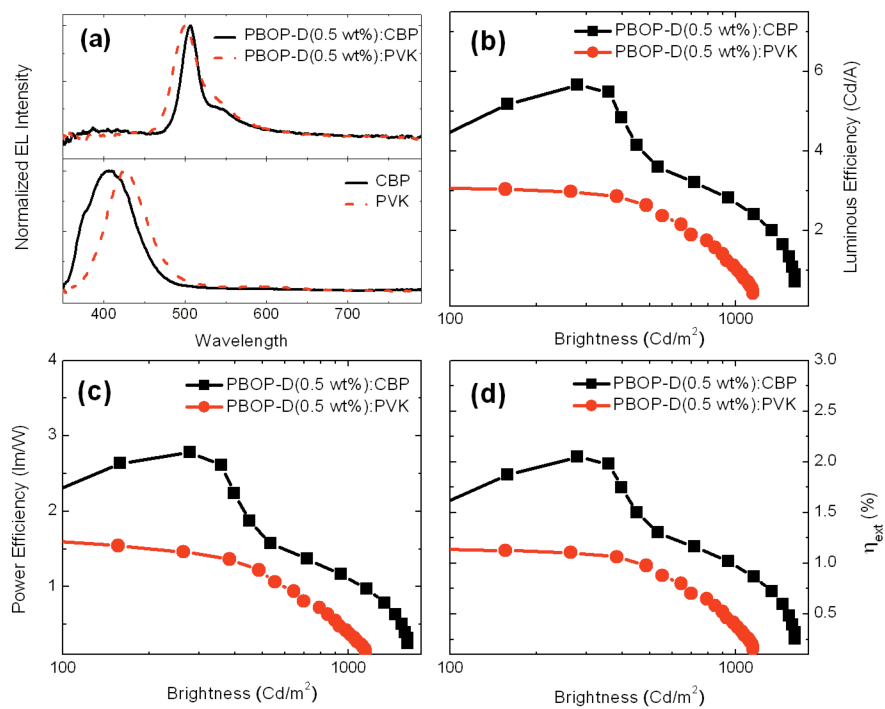 (a)
PBOP-D(0.5 wt%):CBP
PBOP-D(0.5 wt%):PVK
CBP
PVK
Normalized EL Intensity
400 500 600 700
Wavelength
(b)
PBOP-D(0.5 wt%):CBP
PBOP-D(0.5 wt%):PVK
6
4
2
Luminous Efficiency (Cd/A)
100 1000
Brightness (Cd/m²)
(c)
PBOP-D(0.5 wt%):CBP
PBOP-D(0.5 wt%):PVK
4
3
2
1
Power Efficiency (lm/W)
100 1000
Brightness (Cd/m²)
(d)
PBOP-D(0.5 wt%):CBP
PBOP-D(0.5 wt%):PVK
3.0
2.5
2.0
1.5
1.0
0.5
ηext (%)
100 1000
Brightness (Cd/m²)